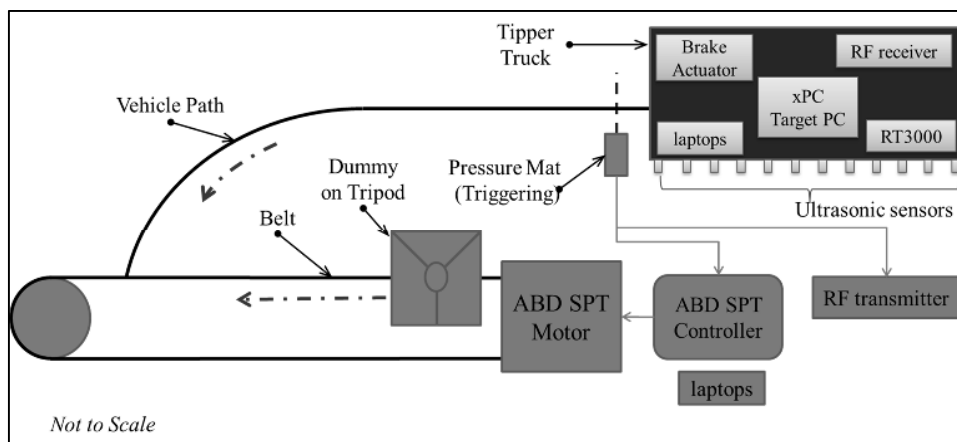 Tipper
Truck
Brake
Actuator
RF receiver
xPC
Target PC
laptops
RT3000
Vehicle Path
Dummy
on Tripod
Pressure Mat
(Triggering)
Ultrasonic sensors
Belt
ABD SPT
Motor
ABD SPT
Controller
RF transmitter
laptops
Not to Scale